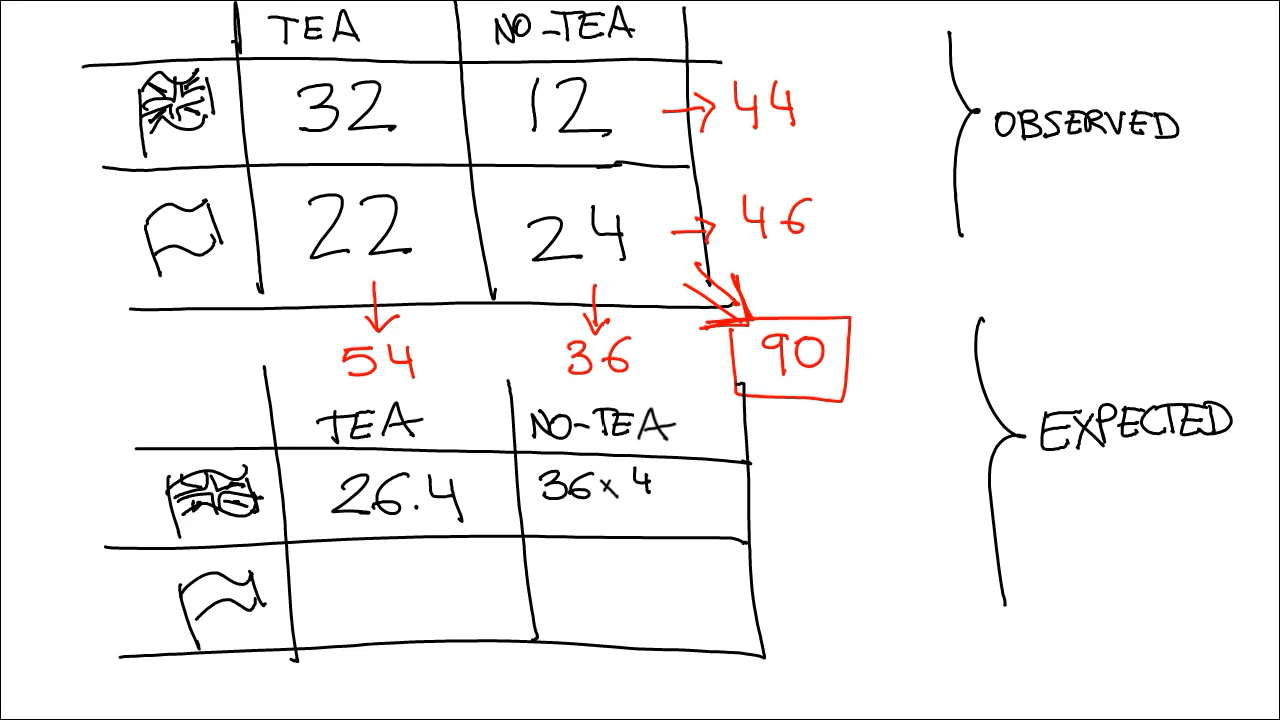 TEA NO-TEA
32 12 → 44
OBSERVED
22 24 → 46
54 36 90
TEA NO-TEA
EXPECTED
26.4 36 x 4